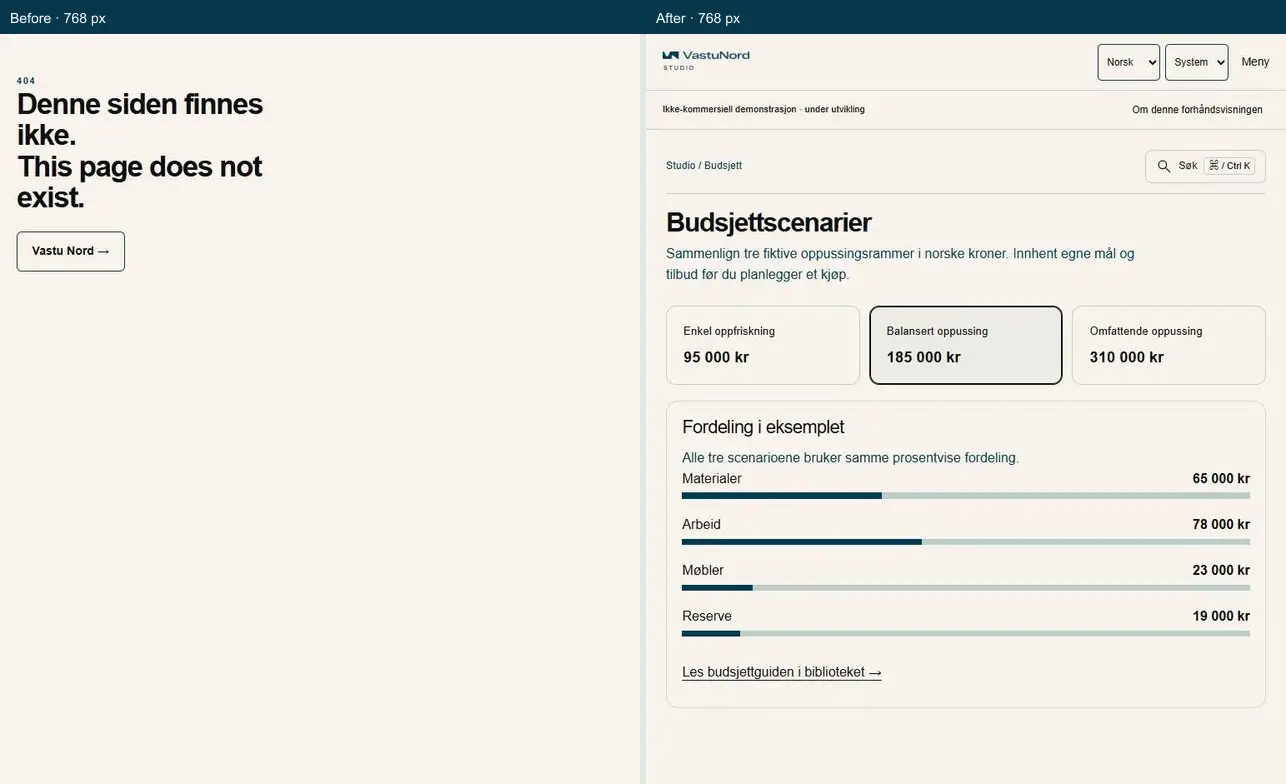 Before · 768 px
404
Denne siden finnes
ikke.
This page does not
exist.
Vastu Nord →
After · 768 px
VastuNord
STUDIO
Norsk
System
Meny
Ikke-kommersiell demonstrasjon · under utvikling
Om denne forhåndsvisningen
Studio / Budsjett
Søk
⌘ / Ctrl K
Budsjettscenarier
Sammenlign tre fiktive oppussingsrammer i norske kroner. Innhent egne mål og
tilbud før du planlegger et kjøp.
Enkel oppfriskning
95 000 kr
Balansert oppussing
185 000 kr
Omfattende oppussing
310 000 kr
Fordeling i eksemplet
Alle tre scenarioene bruker samme prosentvise fordeling.
Materialer
65 000 kr
Arbeid
78 000 kr
Møbler
23 000 kr
Reserve
19 000 kr
Les budsjettguiden i biblioteket →